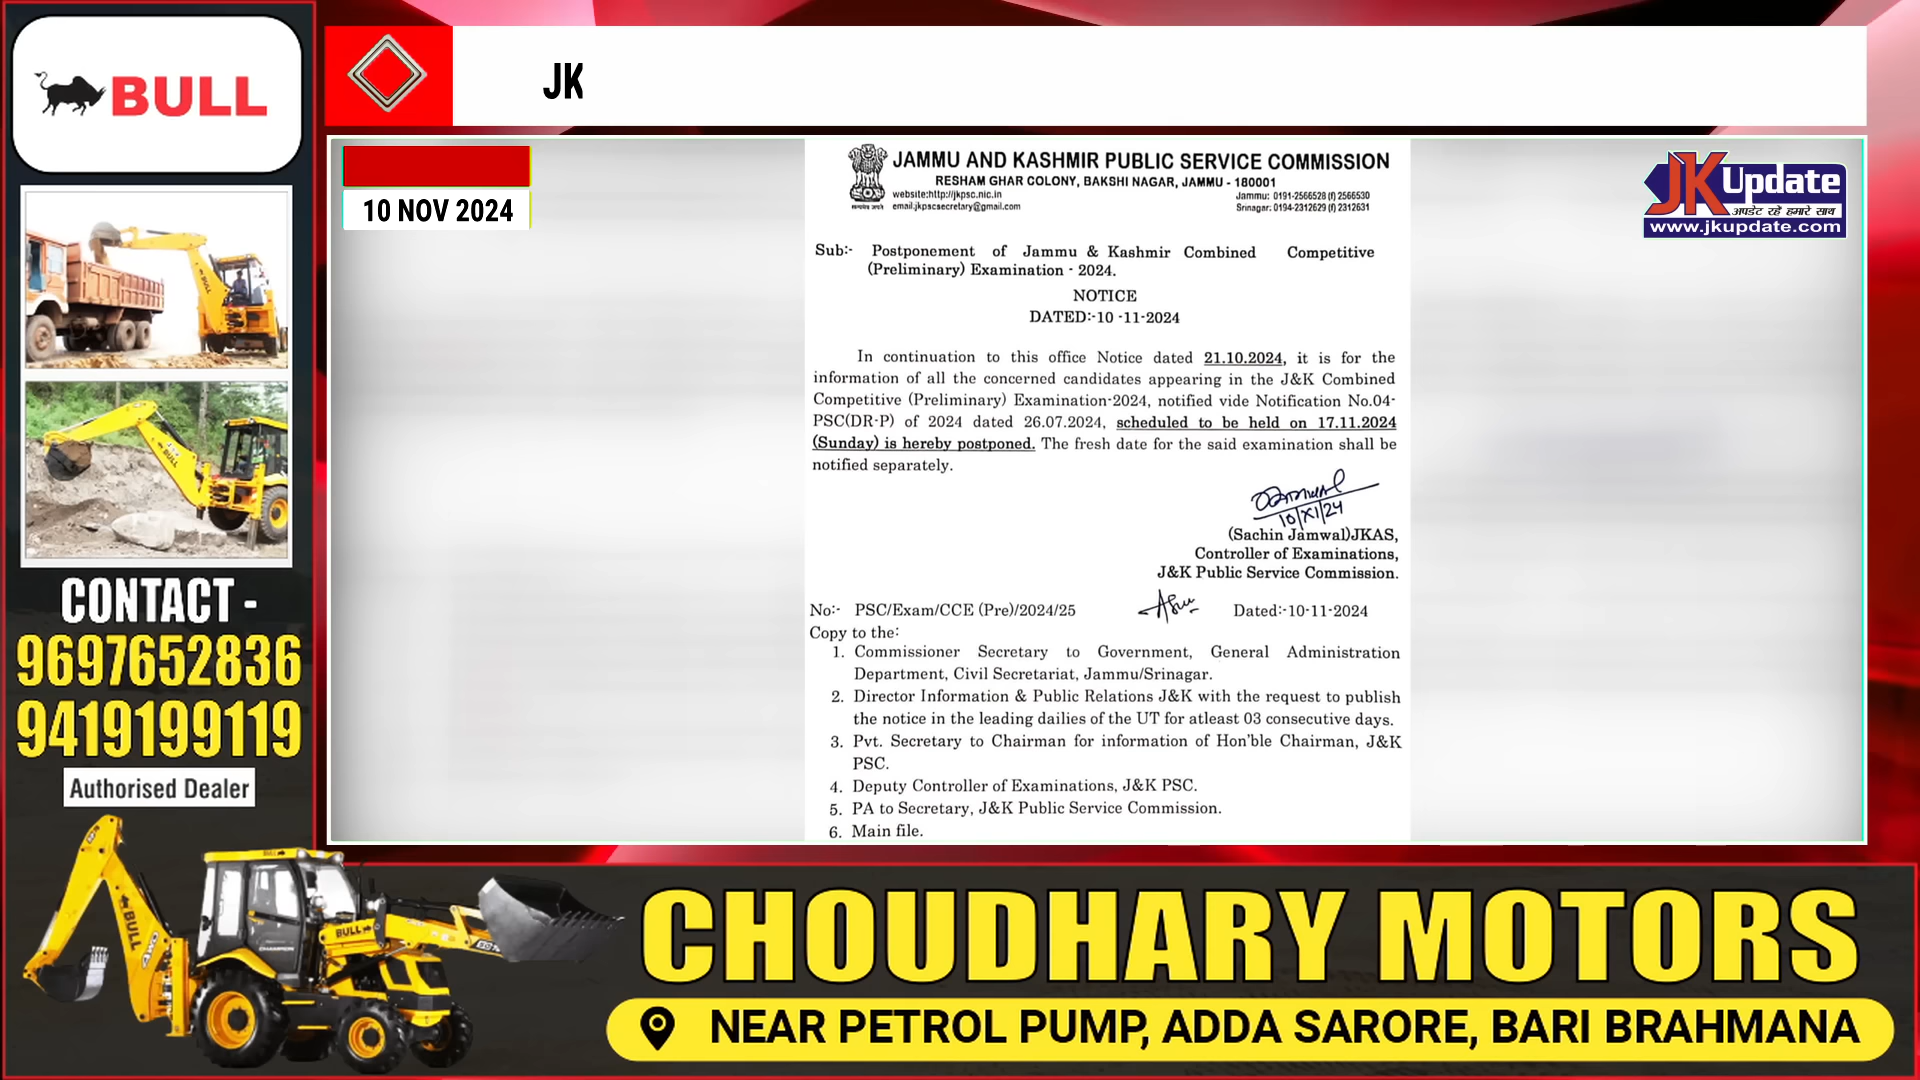 BULL
JK
10 NOV 2024
JK Update
अपडेट रहें हमारे साथ
www.jkupdate.com
JAMMU AND KASHMIR PUBLIC SERVICE COMMISSION
RESHAM GHAR COLONY, BAKSHI NAGAR, JAMMU - 180001
website:http://jkpsc.nic.in Jammu: 0191-2566528 (f) 2566530
email:jkpscsecretary@gmail.com Srinagar: 0194-2312629 (f) 2312631
Sub:- Postponement of Jammu & Kashmir Combined Competitive
(Preliminary) Examination - 2024.
NOTICE
DATED:-10 -11-2024
In continuation to this office Notice dated 21.10.2024, it is for the
information of all the concerned candidates appearing in the J&K Combined
Competitive (Preliminary) Examination-2024, notified vide Notification No.04-
PSC(DR-P) of 2024 dated 26.07.2024, scheduled to be held on 17.11.2024
(Sunday) is hereby postponed. The fresh date for the said examination shall be
notified separately.
10/XI/24
(Sachin Jamwal)JKAS,
Controller of Examinations,
J&K Public Service Commission.
No:- PSC/Exam/CCE (Pre)/2024/25 Dated:-10-11-2024
Copy to the:
1. Commissioner Secretary to Government, General Administration
Department, Civil Secretariat, Jammu/Srinagar.
2. Director Information & Public Relations J&K with the request to publish
the notice in the leading dailies of the UT for atleast 03 consecutive days.
3. Pvt. Secretary to Chairman for information of Hon'ble Chairman, J&K
PSC.
4. Deputy Controller of Examinations, J&K PSC.
5. PA to Secretary, J&K Public Service Commission.
6. Main file.
BULL
BULL
CONTACT -
9697652836
9419199119
Authorised Dealer
BULL
4WD
BULL
CHAMPION
CHOUDHARY MOTORS
NEAR PETROL PUMP, ADDA SARORE, BARI BRAHMANA